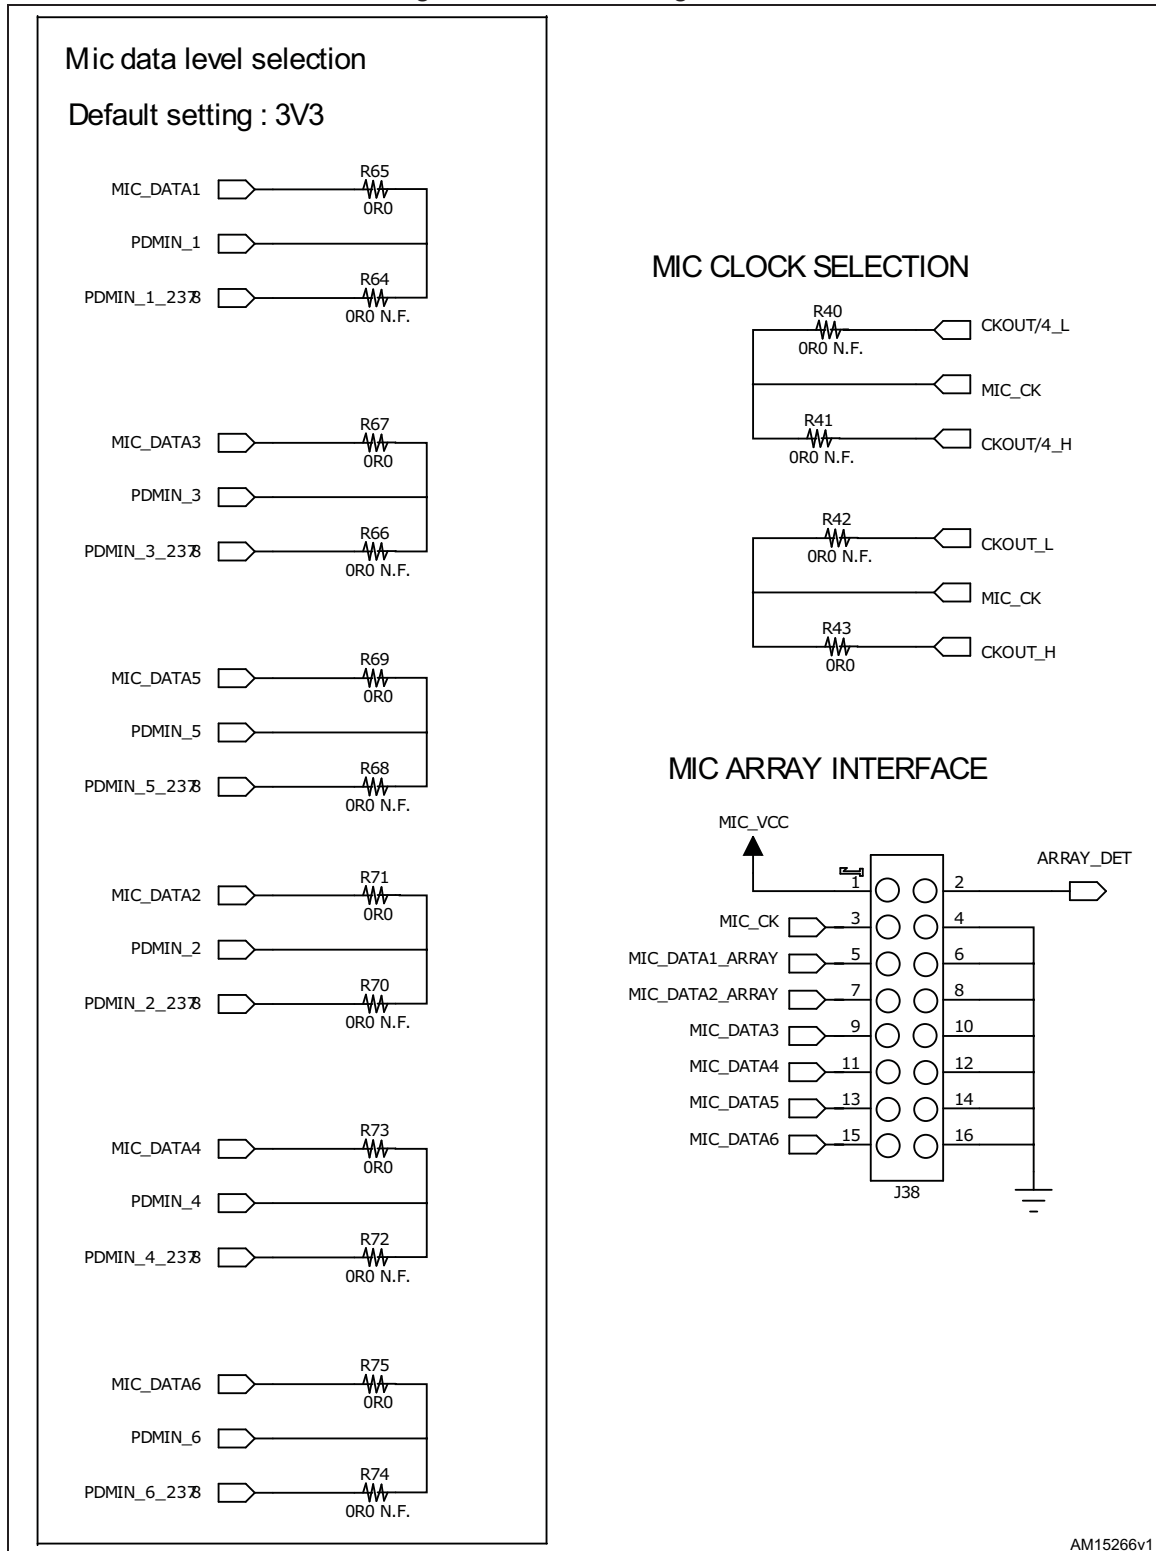 Mic data level selection
Default setting : 3V3
R65
MIC_DATA1
0R0
PDMIN_1
R64
PDMIN_1_2378
0R0 N.F.
R67
MIC_DATA3
0R0
PDMIN_3
R66
PDMIN_3_2378
0R0 N.F.
R69
MIC_DATA5
0R0
PDMIN_5
R68
PDMIN_5_2378
0R0 N.F.
R71
MIC_DATA2
0R0
PDMIN_2
R70
PDMIN_2_2378
0R0 N.F.
R73
MIC_DATA4
0R0
PDMIN_4
R72
PDMIN_4_2378
0R0 N.F.
R75
MIC_DATA6
0R0
PDMIN_6
R74
PDMIN_6_2378
0R0 N.F.
MIC CLOCK SELECTION
R40
CKOUT/4_L
0R0 N.F.
MIC_CK
R41
CKOUT/4_H
0R0 N.F.
R42
CKOUT_L
0R0 N.F.
MIC_CK
R43
CKOUT_H
0R0
MIC ARRAY INTERFACE
MIC_VCC
ARRAY_DET
1 2
MIC_CK 3 4
MIC_DATA1_ARRAY 5 6
MIC_DATA2_ARRAY 7 8
MIC_DATA3 9 10
MIC_DATA4 11 12
MIC_DATA5 13 14
MIC_DATA6 15 16
J38
AM15266v1